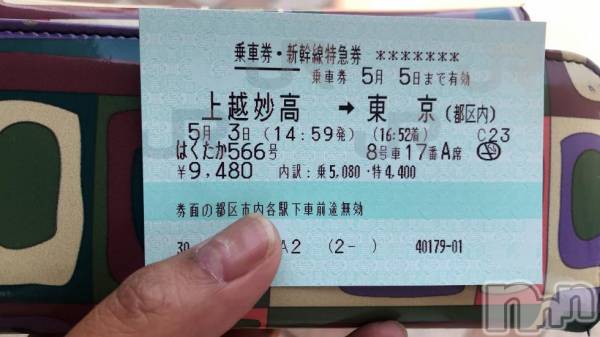 乗車券・新幹線特急券 *******
乗車券 5月 5日まで有効
上越妙高 → 東 京(都区内)
5月 3日(14:59発) (16:52着) C23
はくたか566号 8号車17番A席
¥9,480 内訳:乗5,080・特4,400
券面の都区市内各駅下車前途無効
30 A2 (2- ) 40179-01